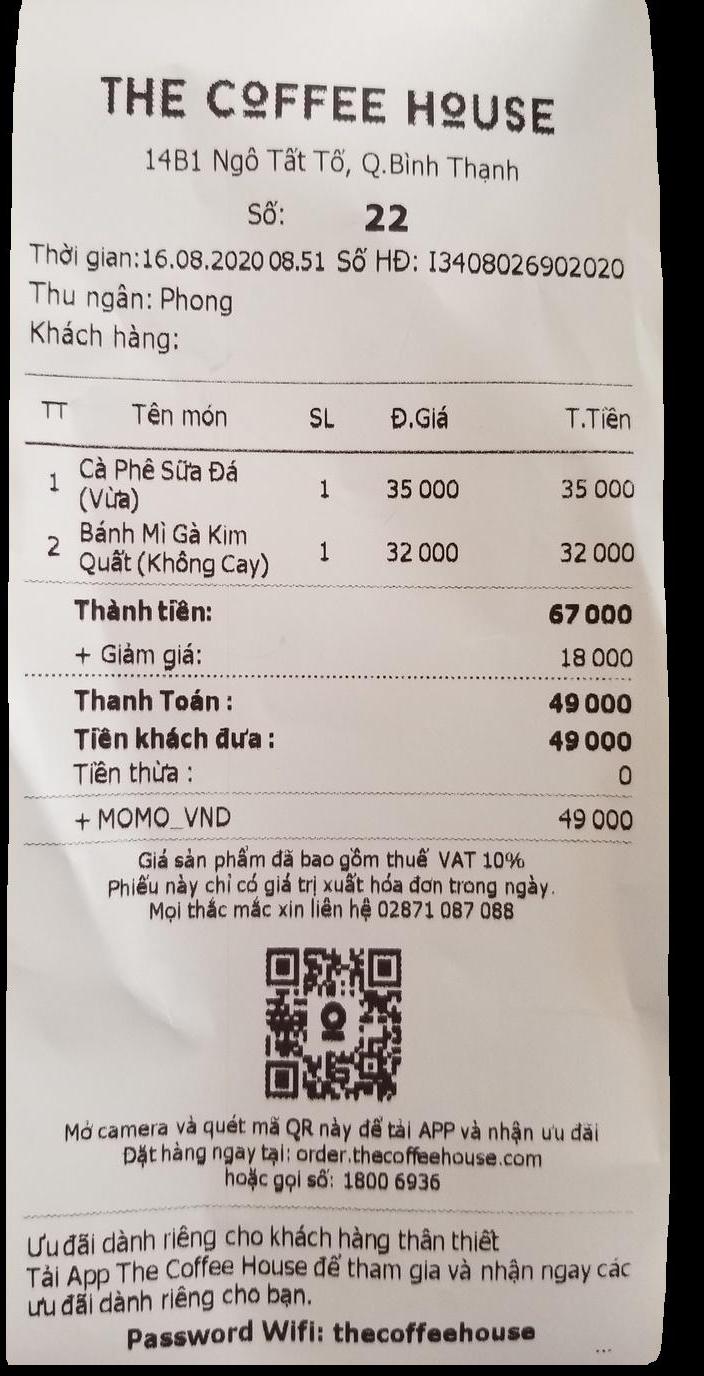 THE COFFEE HOUSE
14B1 Ngô Tất Tố, Q.Bình Thạnh
Số: 22
Thời gian:16.08.2020 08.51 Số HĐ: I3408026902020
Thu ngân: Phong
Khách hàng:
TT Tên món SL Đ.Giá T.Tiền
1 Cà Phê Sữa Đá (Vừa) 1 35 000 35 000
2 Bánh Mì Gà Kim Quất (Không Cay) 1 32 000 32 000
Thành tiền: 67 000
+ Giảm giá: 18 000
Thanh Toán : 49 000
Tiền khách đưa : 49 000
Tiền thừa : 0
+ MOMO_VND 49 000
Giá sản phẩm đã bao gồm thuế VAT 10%
Phiếu này chỉ có giá trị xuất hóa đơn trong ngày.
Mọi thắc mắc xin liên hệ 02871 087 088
Mở camera và quét mã QR này để tải APP và nhận ưu đãi
Đặt hàng ngay tại: order.thecoffeehouse.com
hoặc gọi số: 1800 6936
Ưu đãi dành riêng cho khách hàng thân thiết
Tải App The Coffee House để tham gia và nhận ngay các
ưu đãi dành riêng cho bạn.
Password Wifi: thecoffeehouse
...